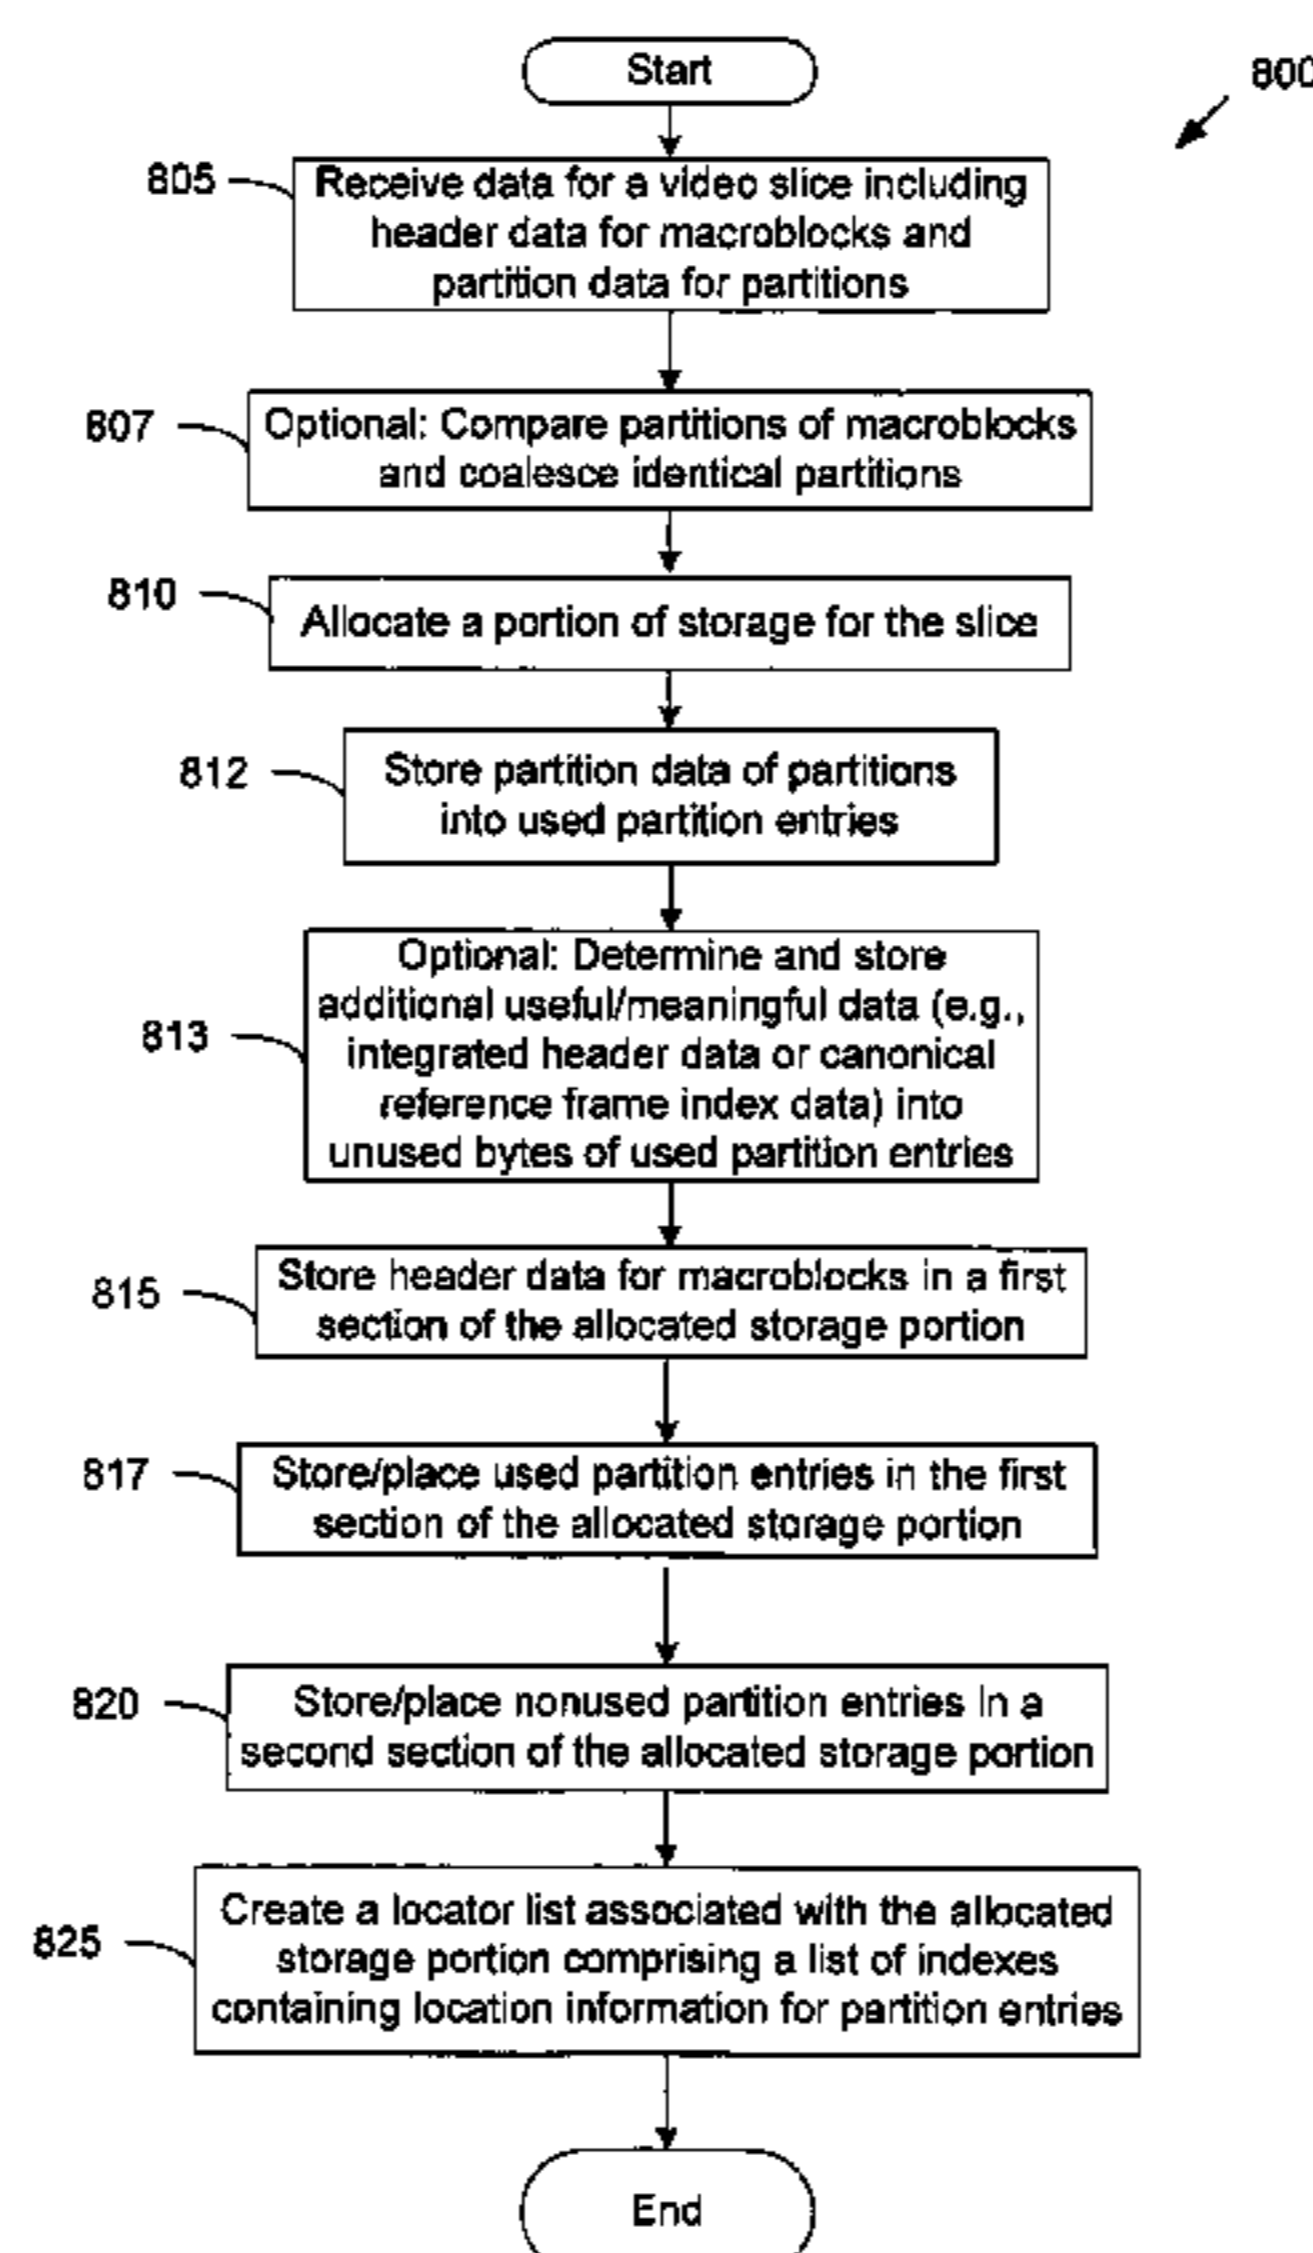 Start
800
805
Receive data for a video slice including
header data for macroblocks and
partition data for partitions
807
Optional: Compare partitions of macroblocks
and coalesce identical partitions
810
Allocate a portion of storage for the slice
812
Store partition data of partitions
into used partition entries
813
Optional: Determine and store
additional useful/meaningful data (e.g.,
integrated header data or canonical
reference frame index data) into
unused bytes of used partition entries
815
Store header data for macroblocks in a first
section of the allocated storage portion
817
Store/place used partition entries in the first
section of the allocated storage portion
820
Store/place nonused partition entries in a
second section of the allocated storage portion
825
Create a locator list associated with the allocated
storage portion comprising a list of indexes
containing location information for partition entries
End